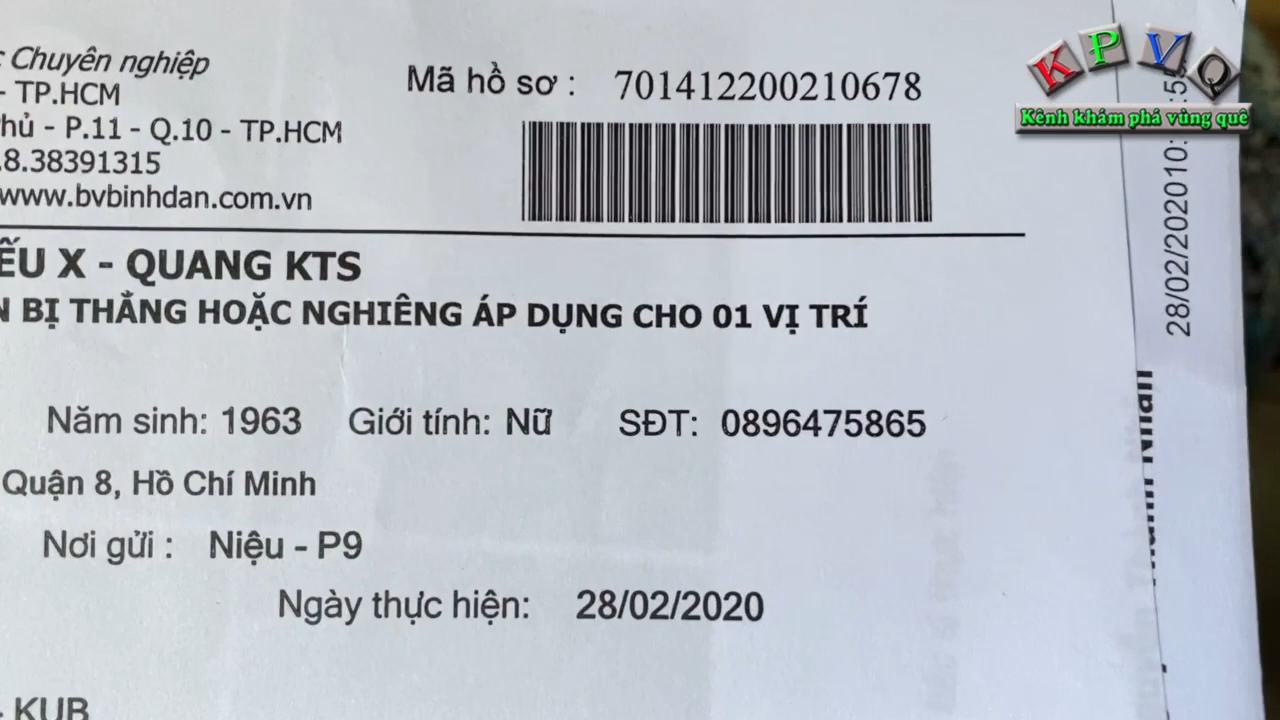 Chuyên nghiệp
- TP.HCM
hủ - P.11 - Q.10 - TP.HCM
.8.38391315
www.bvbinhdan.com.vn
Mã hồ sơ : 701412200210678
KPVQ
Kênh khám phá vùng quê
ẾU X - QUANG KTS
N BỊ THẲNG HOẶC NGHIÊNG ÁP DỤNG CHO 01 VỊ TRÍ
Năm sinh: 1963 Giới tính: Nữ SĐT: 0896475865
Quận 8, Hồ Chí Minh
Nơi gửi : Niệu - P9
Ngày thực hiện: 28/02/2020
- KUB
28/02/202010: